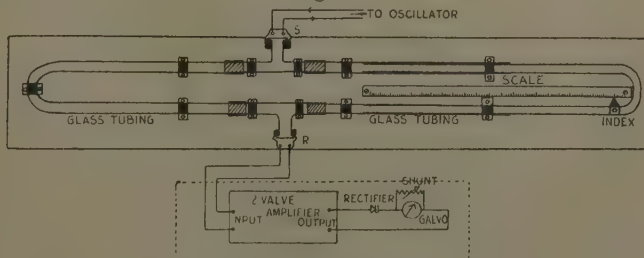 TO OSCILLATOR
S
SCALE
GLASS TUBING
GLASS TUBING
INDEX
R
SHUNT
2 VALVE
RECTIFIER
AMPLIFIER
INPUT
OUTPUT
GALVO